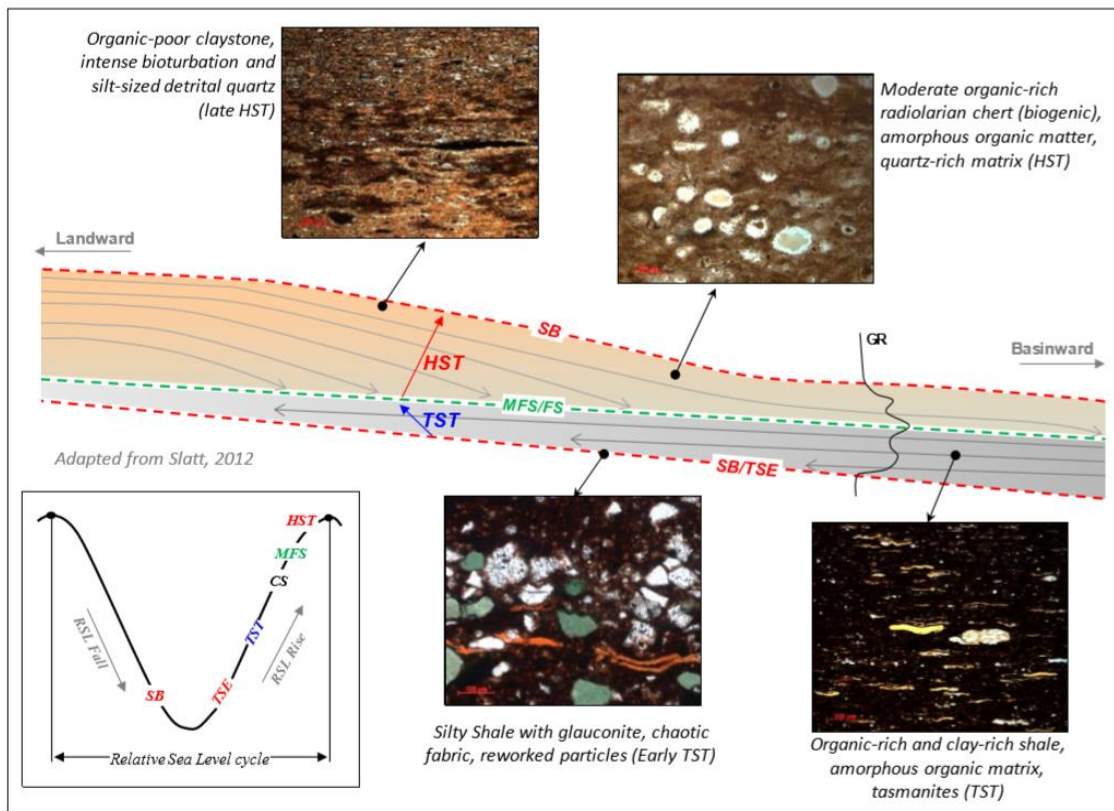 Organic-poor claystone,
intense bioturbation and
silt-sized detrital quartz
(late HST)
Moderate organic-rich
radiolarian chert (biogenic),
amorphous organic matter,
quartz-rich matrix (HST)
Landward
SB
GR
Basinward
HST
MFS/FS
TST
Adapted from Slatt, 2012
SB/TSE
HST
MFS
CS
TST
RSL Fall
RSL Rise
SB
TSE
Relative Sea Level cycle
Silty Shale with glauconite, chaotic
fabric, reworked particles (Early TST)
Organic-rich and clay-rich shale,
amorphous organic matrix,
tasmanites (TST)